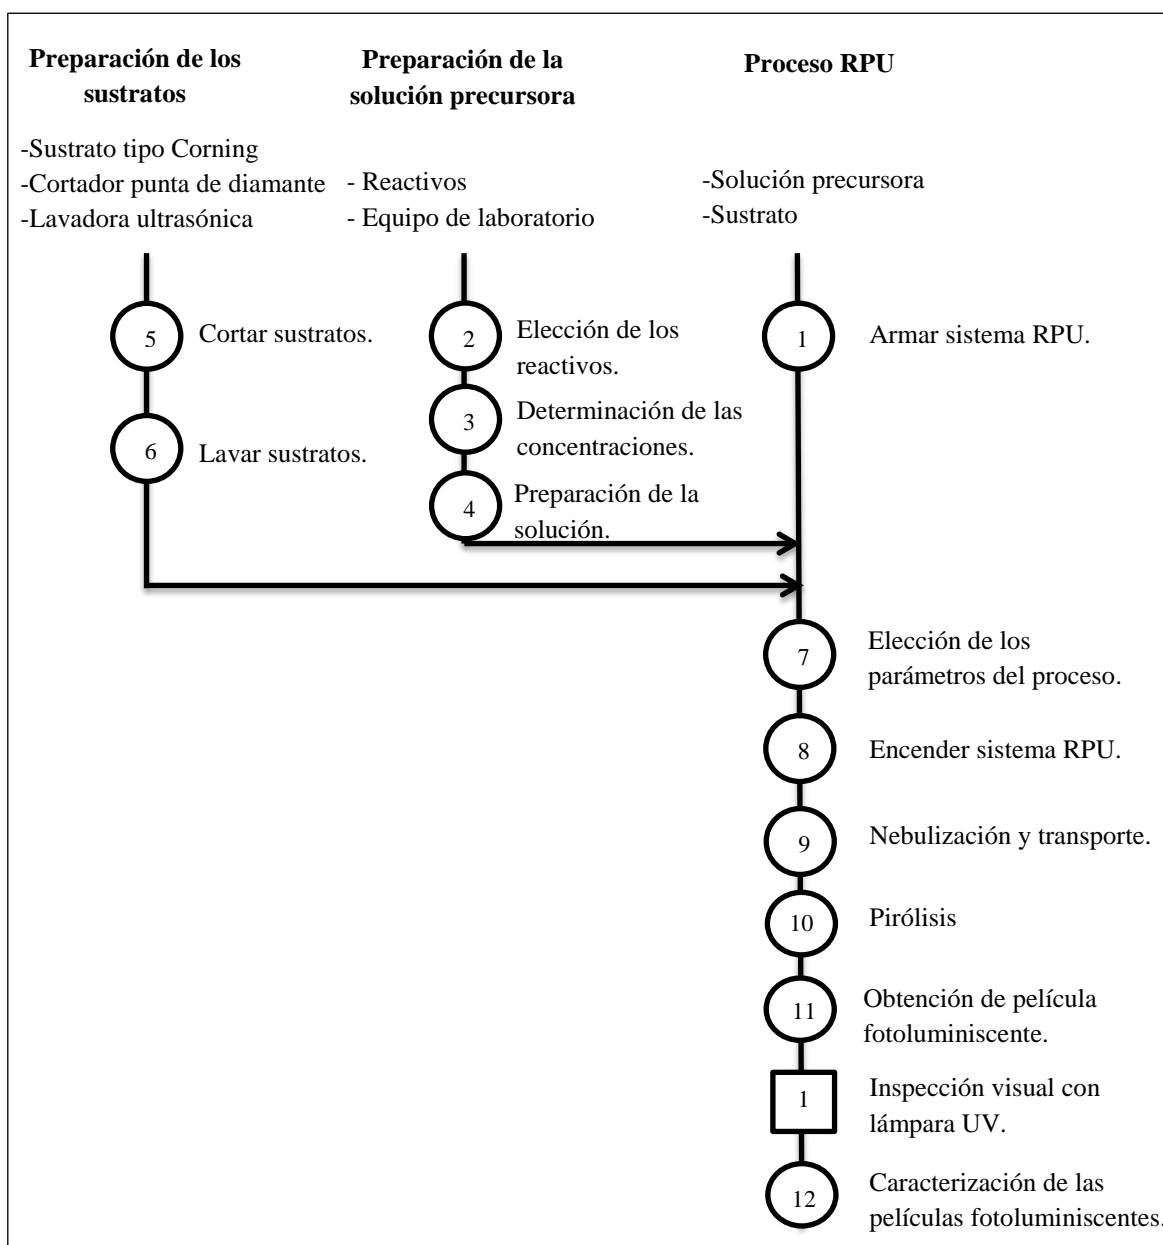 Preparación de los
sustratos
-Sustrato tipo Corning
-Cortador punta de diamante
-Lavadora ultrasónica
5
Cortar sustratos.
6
Lavar sustratos.
Preparación de la
solución precursora
- Reactivos
- Equipo de laboratorio
2
Elección de los
reactivos.
3
Determinación de las
concentraciones.
4
Preparación de la
solución.
Proceso RPU
-Solución precursora
-Sustrato
1
Armar sistema RPU.
7
Elección de los
parámetros del proceso.
8
Encender sistema RPU.
9
Nebulización y transporte.
10
Pirólisis
11
Obtención de película
fotoluminiscente.
1
Inspección visual con
lámpara UV.
12
Caracterización de las
películas fotoluminiscentes.